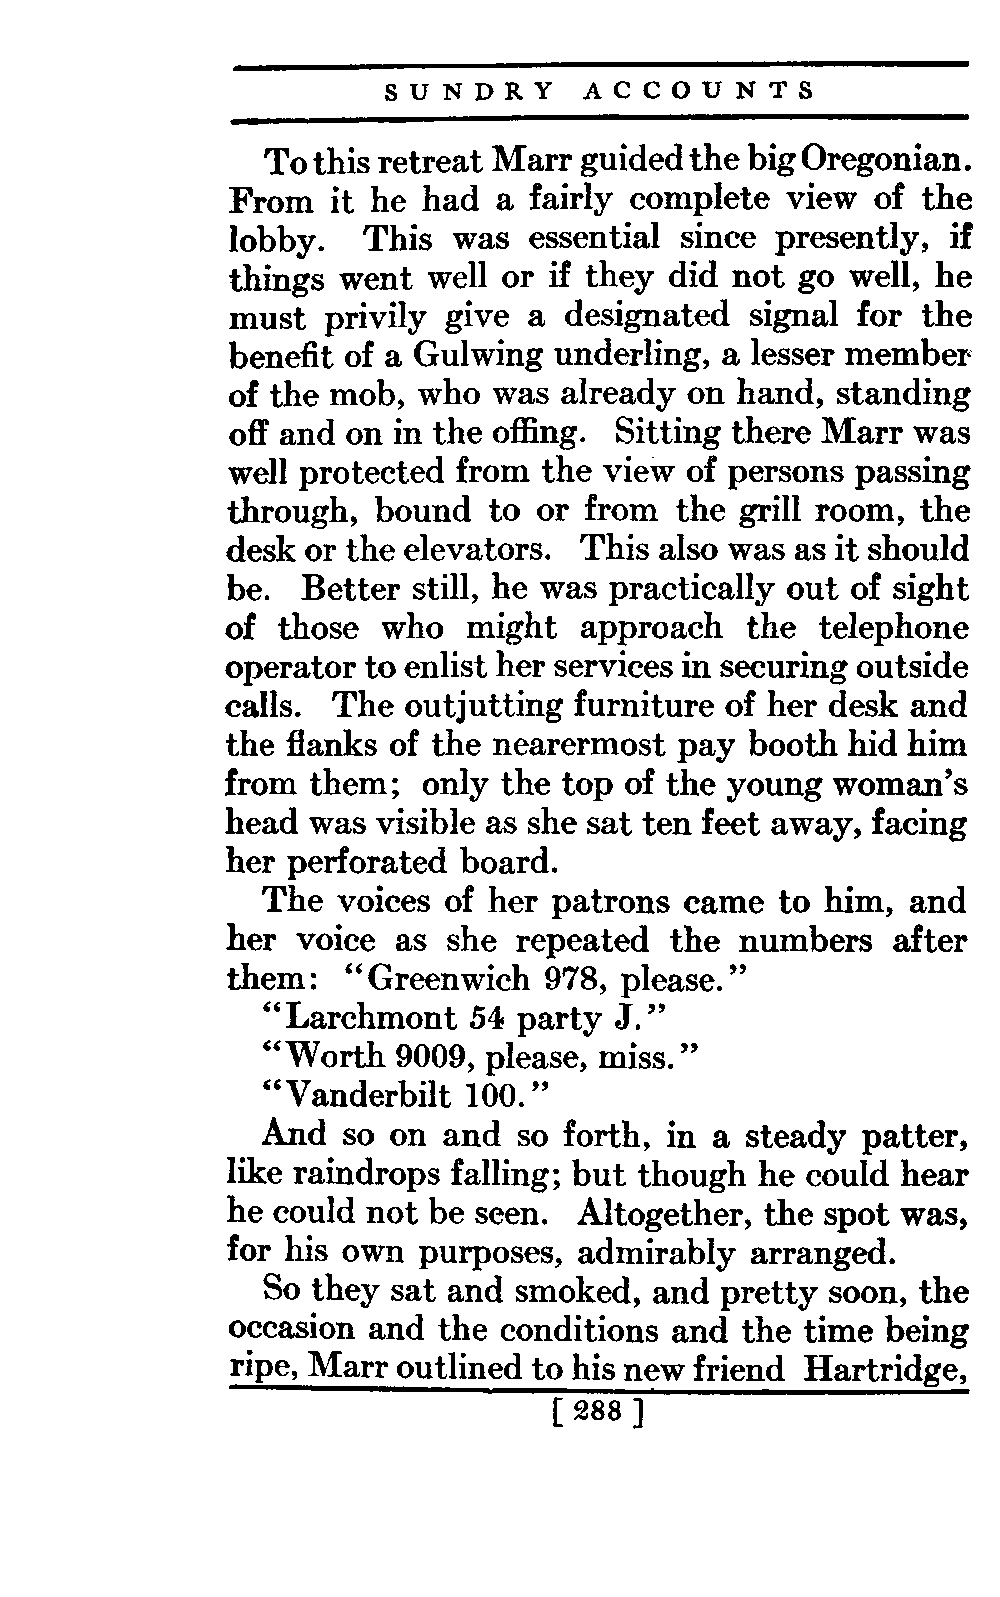 SUNDRY ACCOUNTS
To this retreat Marr guided the big Oregonian.
From it he had a fairly complete view of the
lobby. This was essential since presently, if
things went well or if they did not go well, he
must privily give a designated signal for the
benefit of a Gulwing underling, a lesser member
of the mob, who was already on hand, standing
off and on in the offing. Sitting there Marr was
well protected from the view of persons passing
through, bound to or from the grill room, the
desk or the elevators. This also was as it should
be. Better still, he was practically out of sight
of those who might approach the telephone
operator to enlist her services in securing outside
calls. The outjutting furniture of her desk and
the flanks of the nearermost pay booth hid him
from them; only the top of the young woman's
head was visible as she sat ten feet away, facing
her perforated board.
The voices of her patrons came to him, and
her voice as she repeated the numbers after
them: "Greenwich 978, please."
"Larchmont 54 party J."
"Worth 9009, please, miss."
"Vanderbilt 100."
And so on and so forth, in a steady patter,
like raindrops falling; but though he could hear
he could not be seen. Altogether, the spot was,
for his own purposes, admirably arranged.
So they sat and smoked, and pretty soon, the
occasion and the conditions and the time being
ripe, Marr outlined to his new friend Hartridge,
[ 288 ]